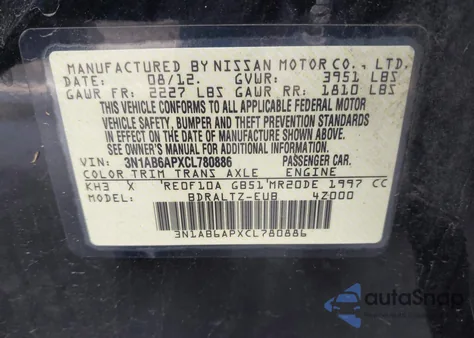 MANUFACTURED BY NISSAN MOTOR CO., LTD.
DATE: 08/12. GVWR: 3951 LBS
GAWR FR: 2227 LBS GAWR RR: 1810 LBS
THIS VEHICLE CONFORMS TO ALL APPLICABLE FEDERAL MOTOR
VEHICLE SAFETY, BUMPER AND THEFT PREVENTION STANDARDS
IN EFFECT ON THE DATE OF MANUFACTURE SHOWN ABOVE.
SEE OWNER'S MANUAL FOR ADDITIONAL INFORMATION.
VIN: 3N1AB6APXCL780886 PASSENGER CAR
COLOR TRIM TRANS AXLE ENGINE
KH3 X RE0F10A GB51 MR20DE 1997 CC
MODEL: BDRALTZ-EUB 4Z000
3N1AB6APXCL780886
autoSnap
www.autosnap.com